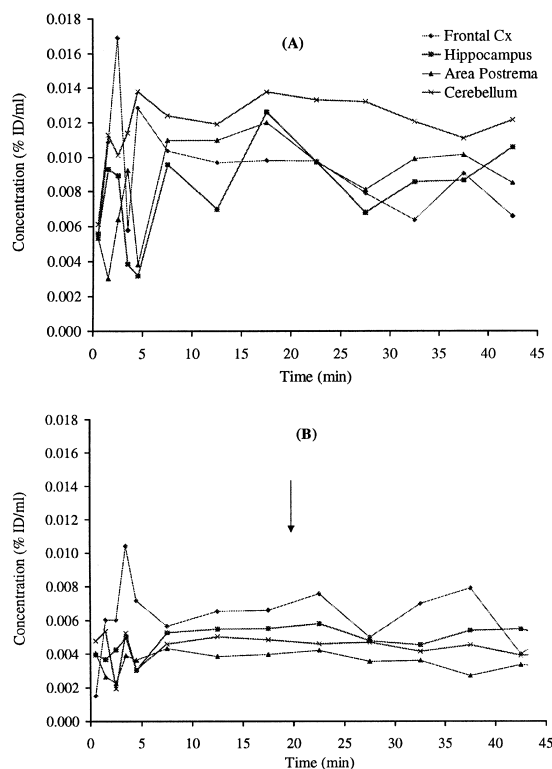 (A)
Frontal Cx
Hippocampus
Area Postrema
Cerebellum
Concentration (% ID/ml)
0.018
0.016
0.014
0.012
0.010
0.008
0.006
0.004
0.002
0.000
0 5 10 15 20 25 30 35 40 45
Time (min)
(B)
Concentration (% ID/ml)
0.018
0.016
0.014
0.012
0.010
0.008
0.006
0.004
0.002
0.000
0 5 10 15 20 25 30 35 40 45
Time (min)